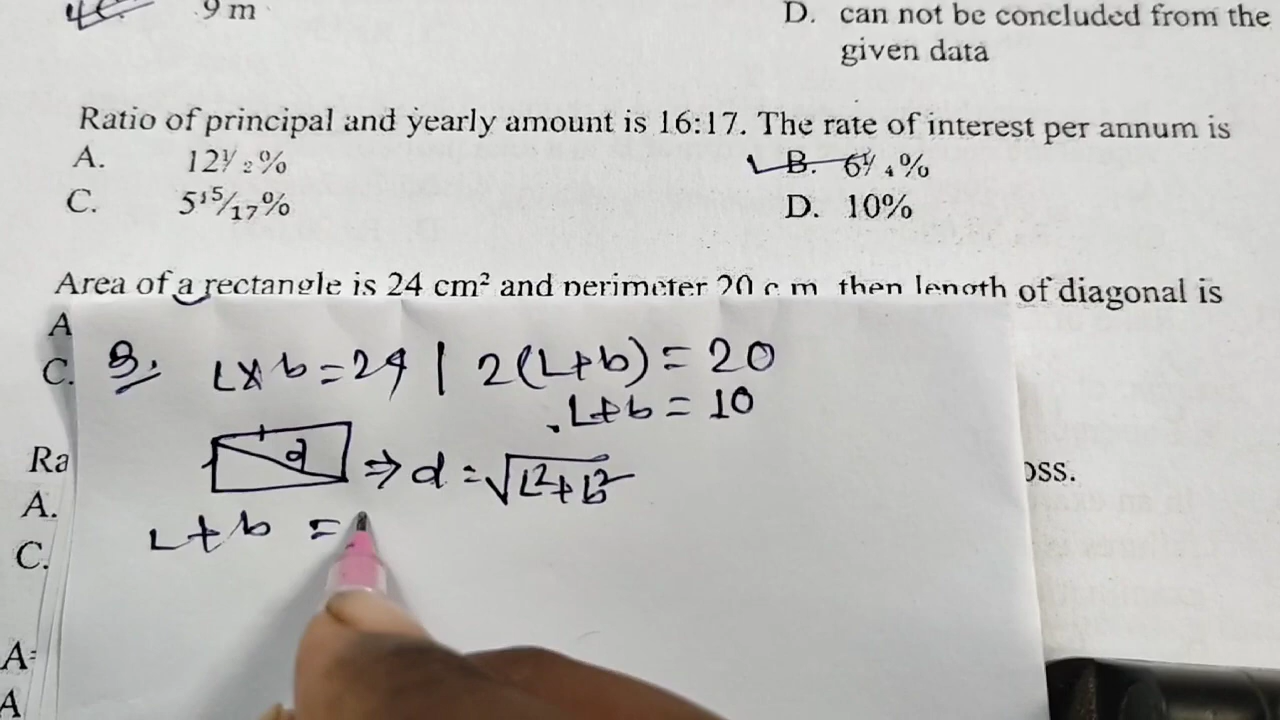 9 m
D. can not be concluded from the
given data
Ratio of principal and yearly amount is 16:17. The rate of interest per annum is
A. 12½%
B. 6¼%
C. 5 15/17%
D. 10%
Area of a rectangle is 24 cm² and perimeter 20 c.m. then length of diagonal is
A
C.
8. L×b=24 | 2(L+b) = 20
L+b = 10
d ⇒ d = √L²+b²
L+b =
Ra
oss.
A.
C.
A
A